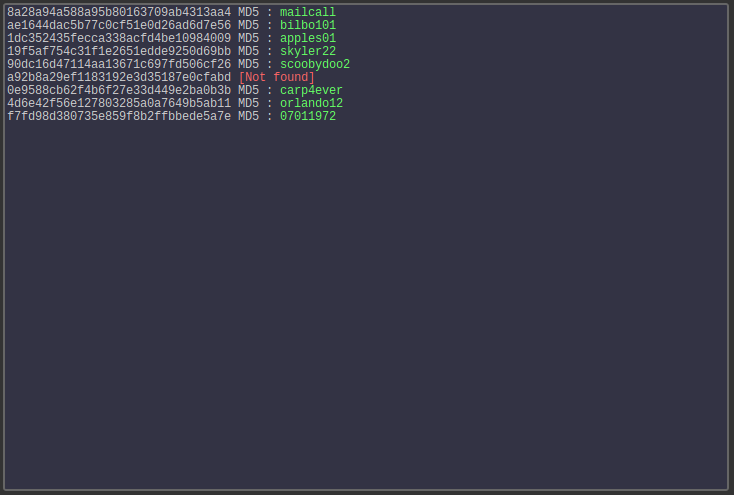 8a28a94a588a95b80163709ab4313aa4 MD5 : mailcall
ae1644dac5b77c0cf51e0d26ad6d7e56 MD5 : bilbo101
1dc352435fecca338acfd4be10984009 MD5 : apples01
19f5af754c31f1e2651edde9250d69bb MD5 : skyler22
90dc16d47114aa13671c697fd506cf26 MD5 : scoobydoo2
a92b8a29ef1183192e3d35187e0cfabd [Not found]
0e9588cb62f4b6f27e33d449e2ba0b3b MD5 : carp4ever
4d6e42f56e127803285a0a7649b5ab11 MD5 : orlando12
f7fd98d380735e859f8b2ffbbede5a7e MD5 : 07011972